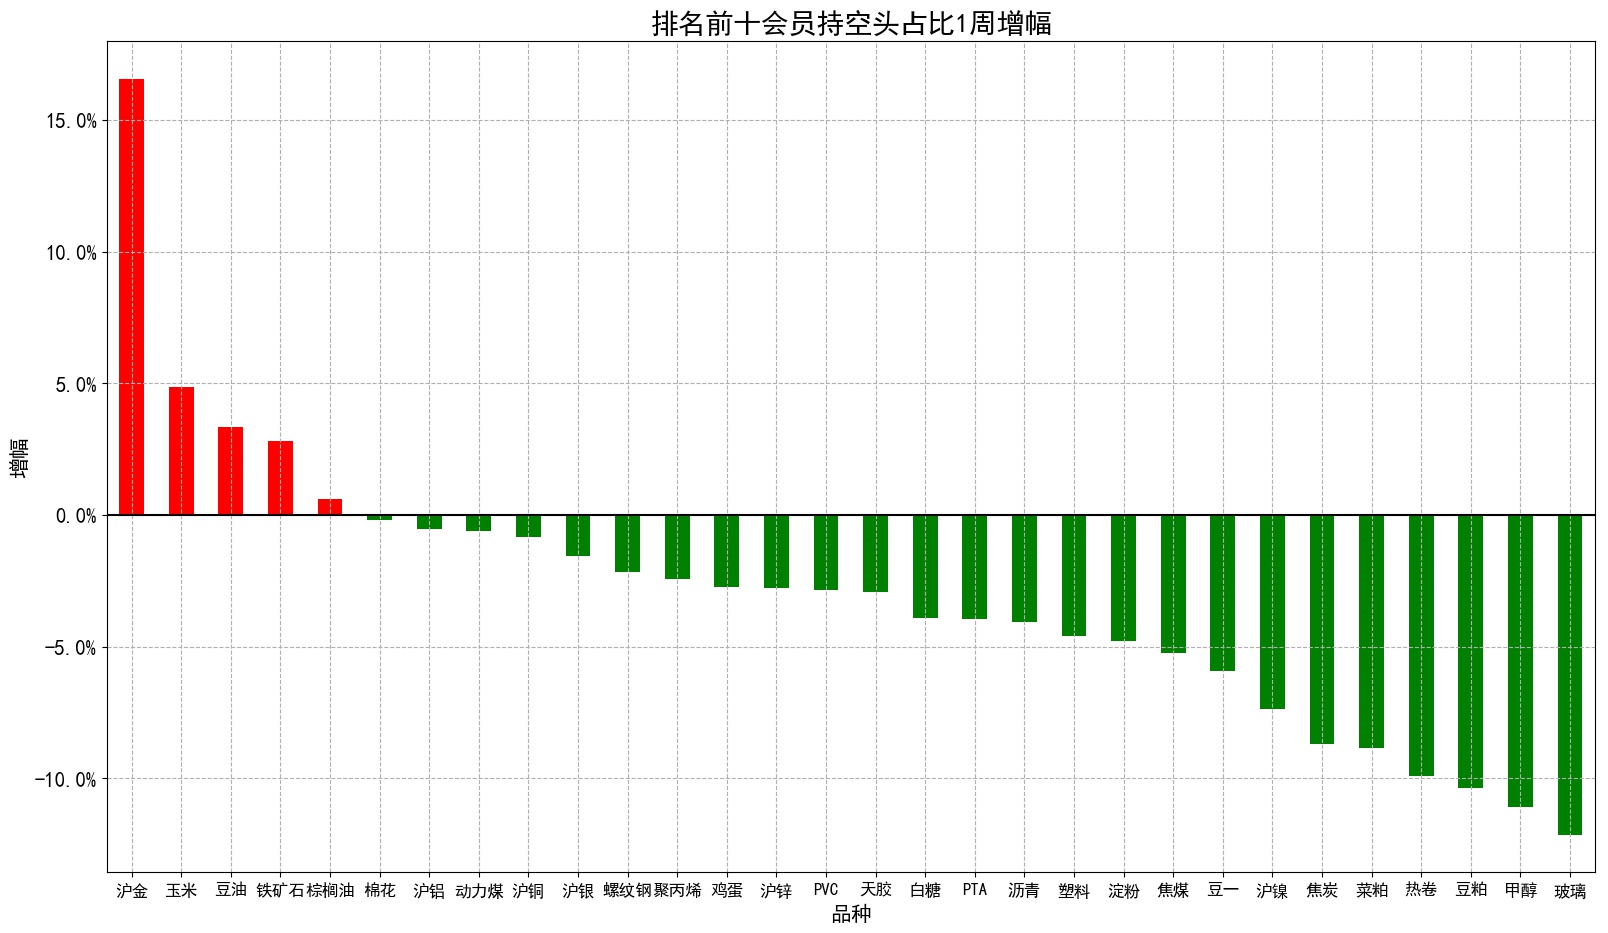 排名前十会员持空头占比1周增幅
15.0%
10.0%
5.0%
0.0%
−5.0%
−10.0%
增幅
沪金 玉米 豆油 铁矿石 棕榈油 棉花 沪铝 动力煤 沪铜 沪银 螺纹钢 聚丙烯 鸡蛋 沪锌 PVC 天胶 白糖 PTA 沥青 塑料 淀粉 焦煤 豆一 沪镍 焦炭 菜粕 热卷 豆粕 甲醇 玻璃
品种